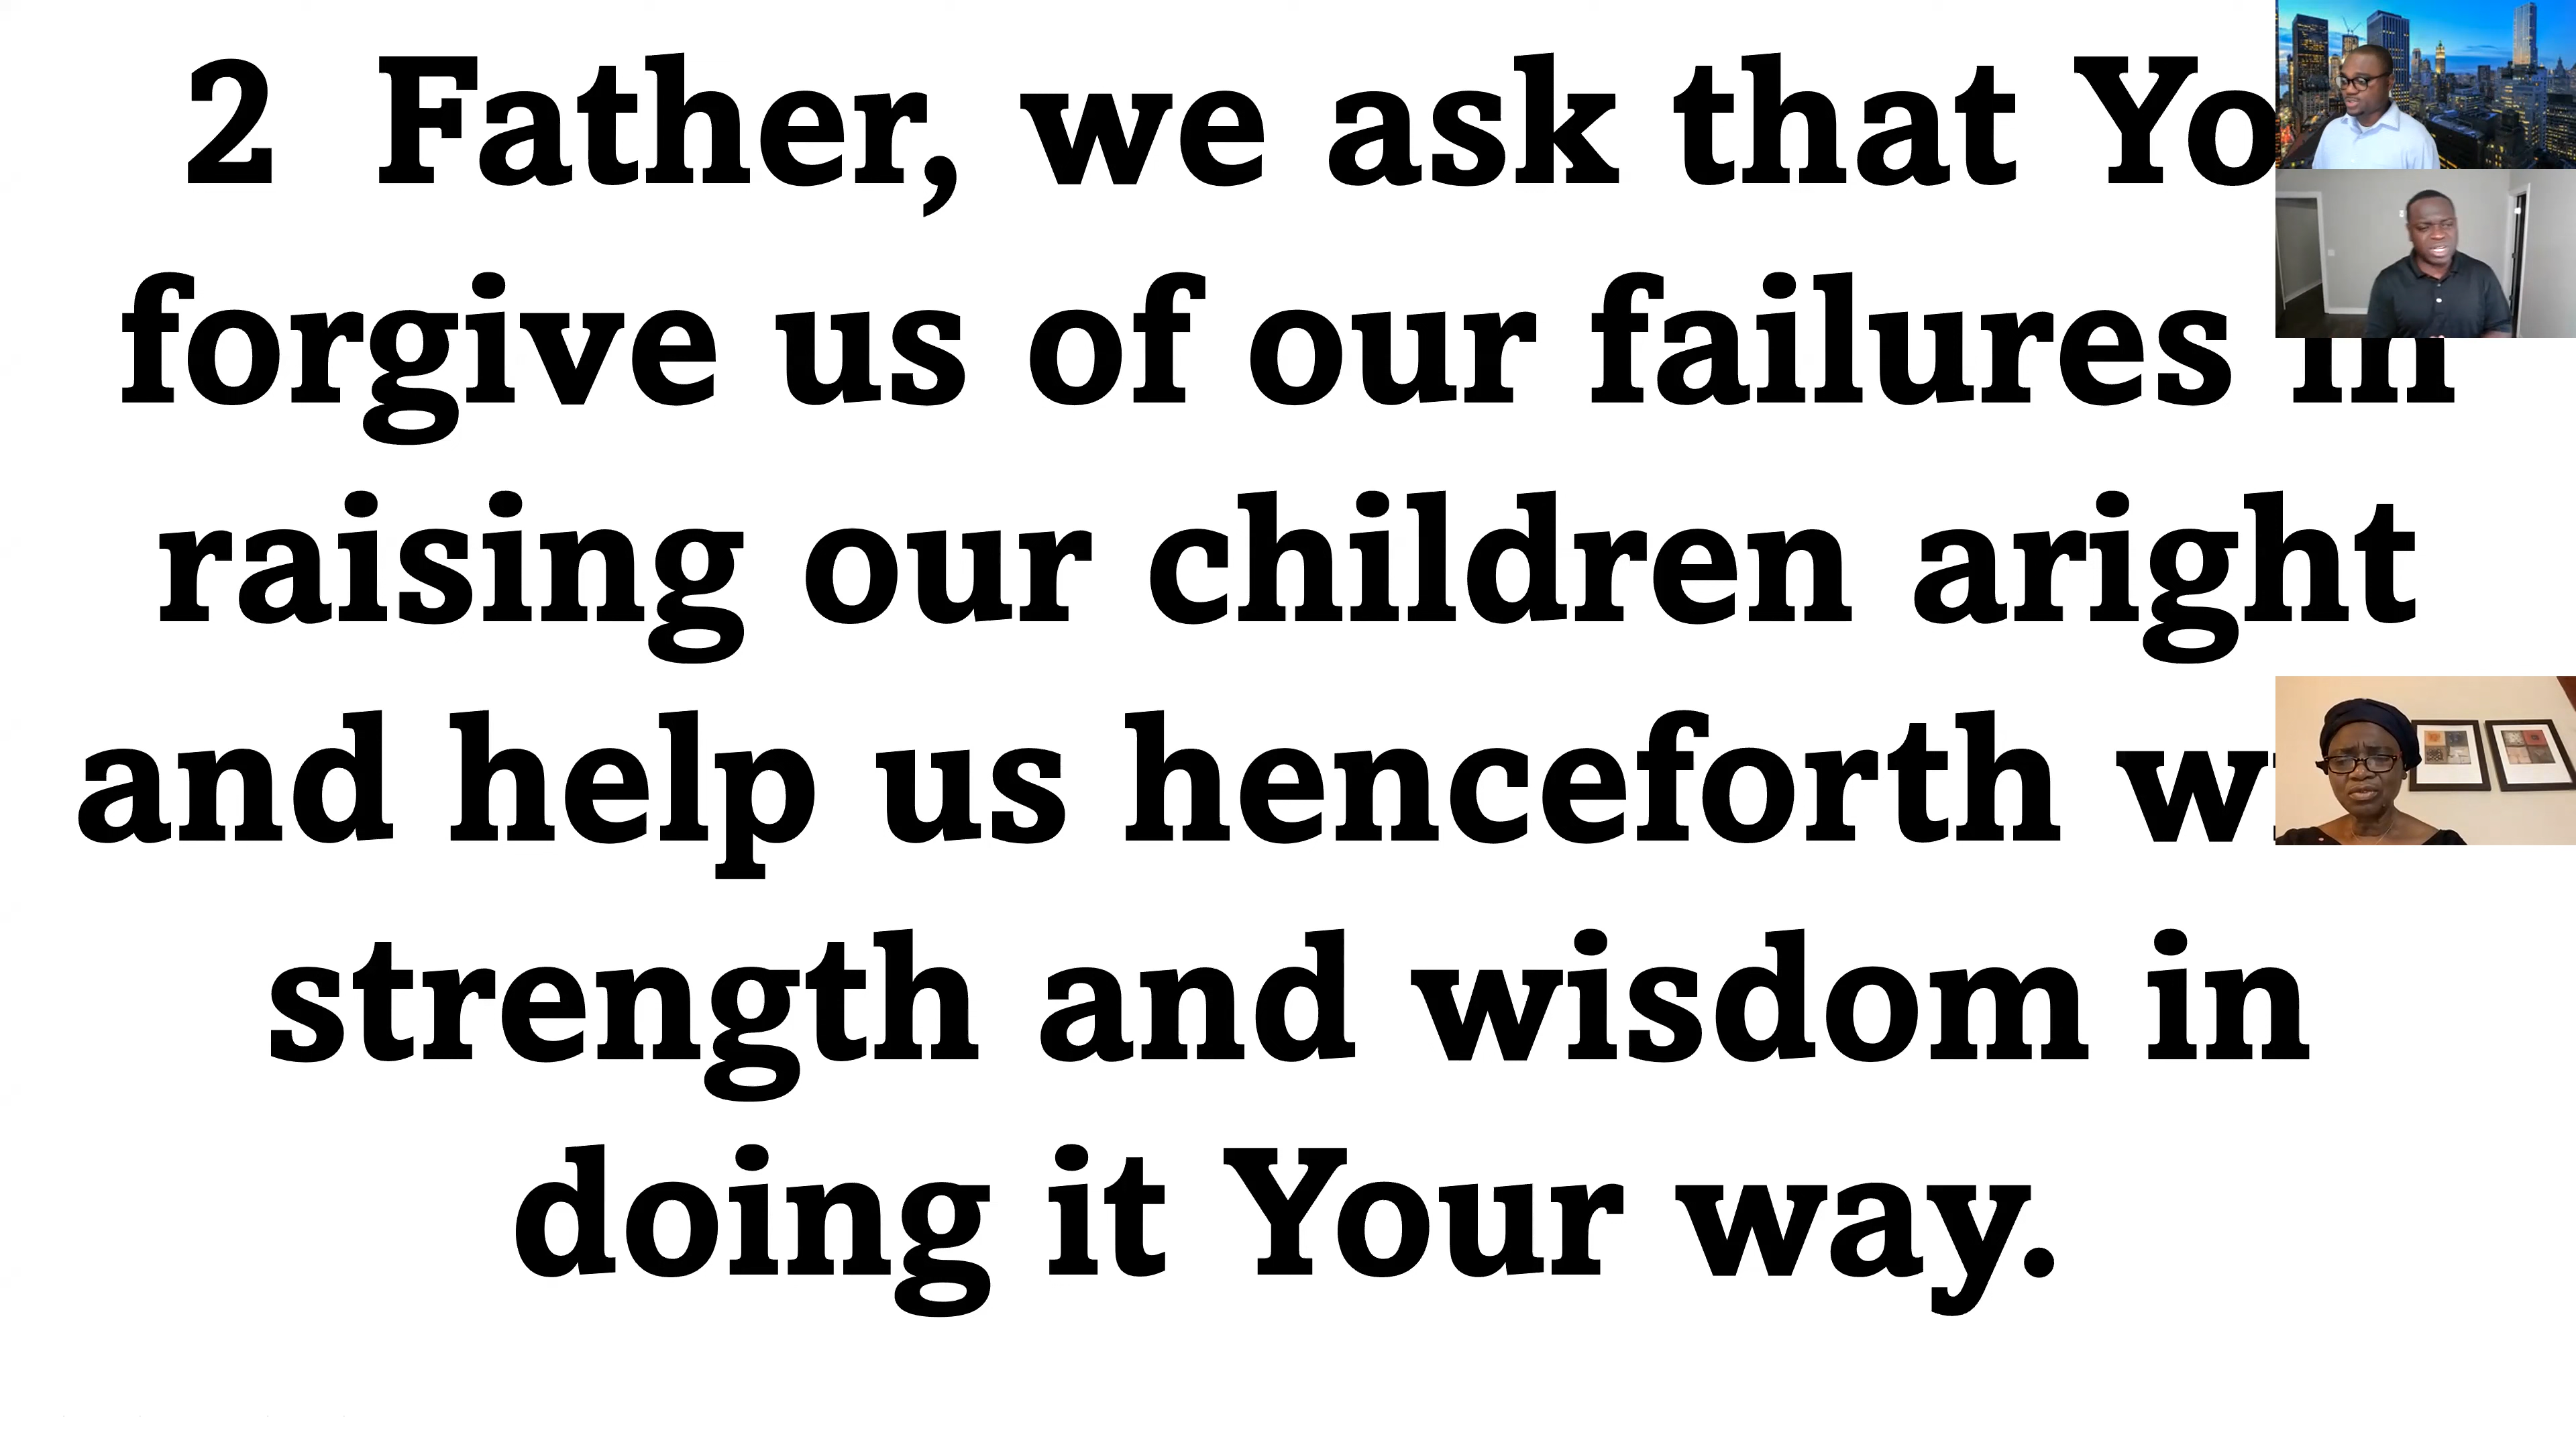 2 Father, we ask that
forgive us of our failures in
raising our children aright
and help us henceforth
strength and wisdom in
doing it Your way.